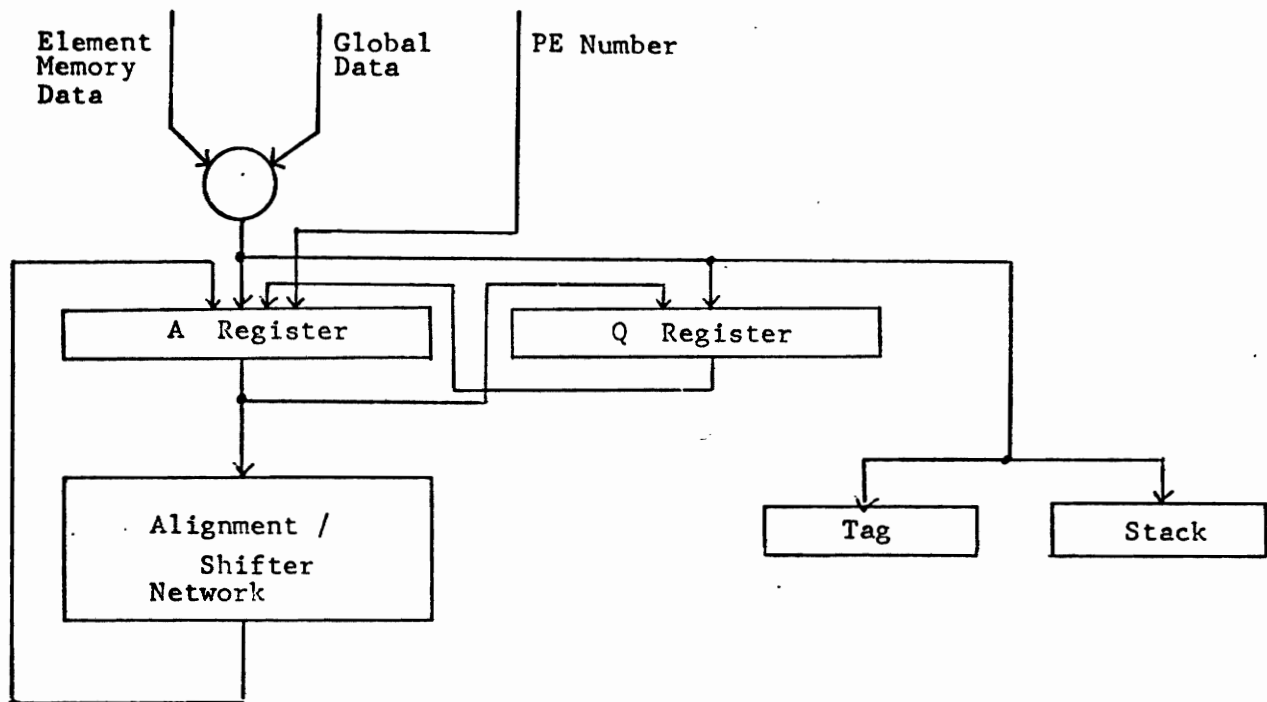 Element
Memory
Data
Global
Data
PE Number
A Register
Q Register
Alignment /
Shifter
Network
Tag
Stack